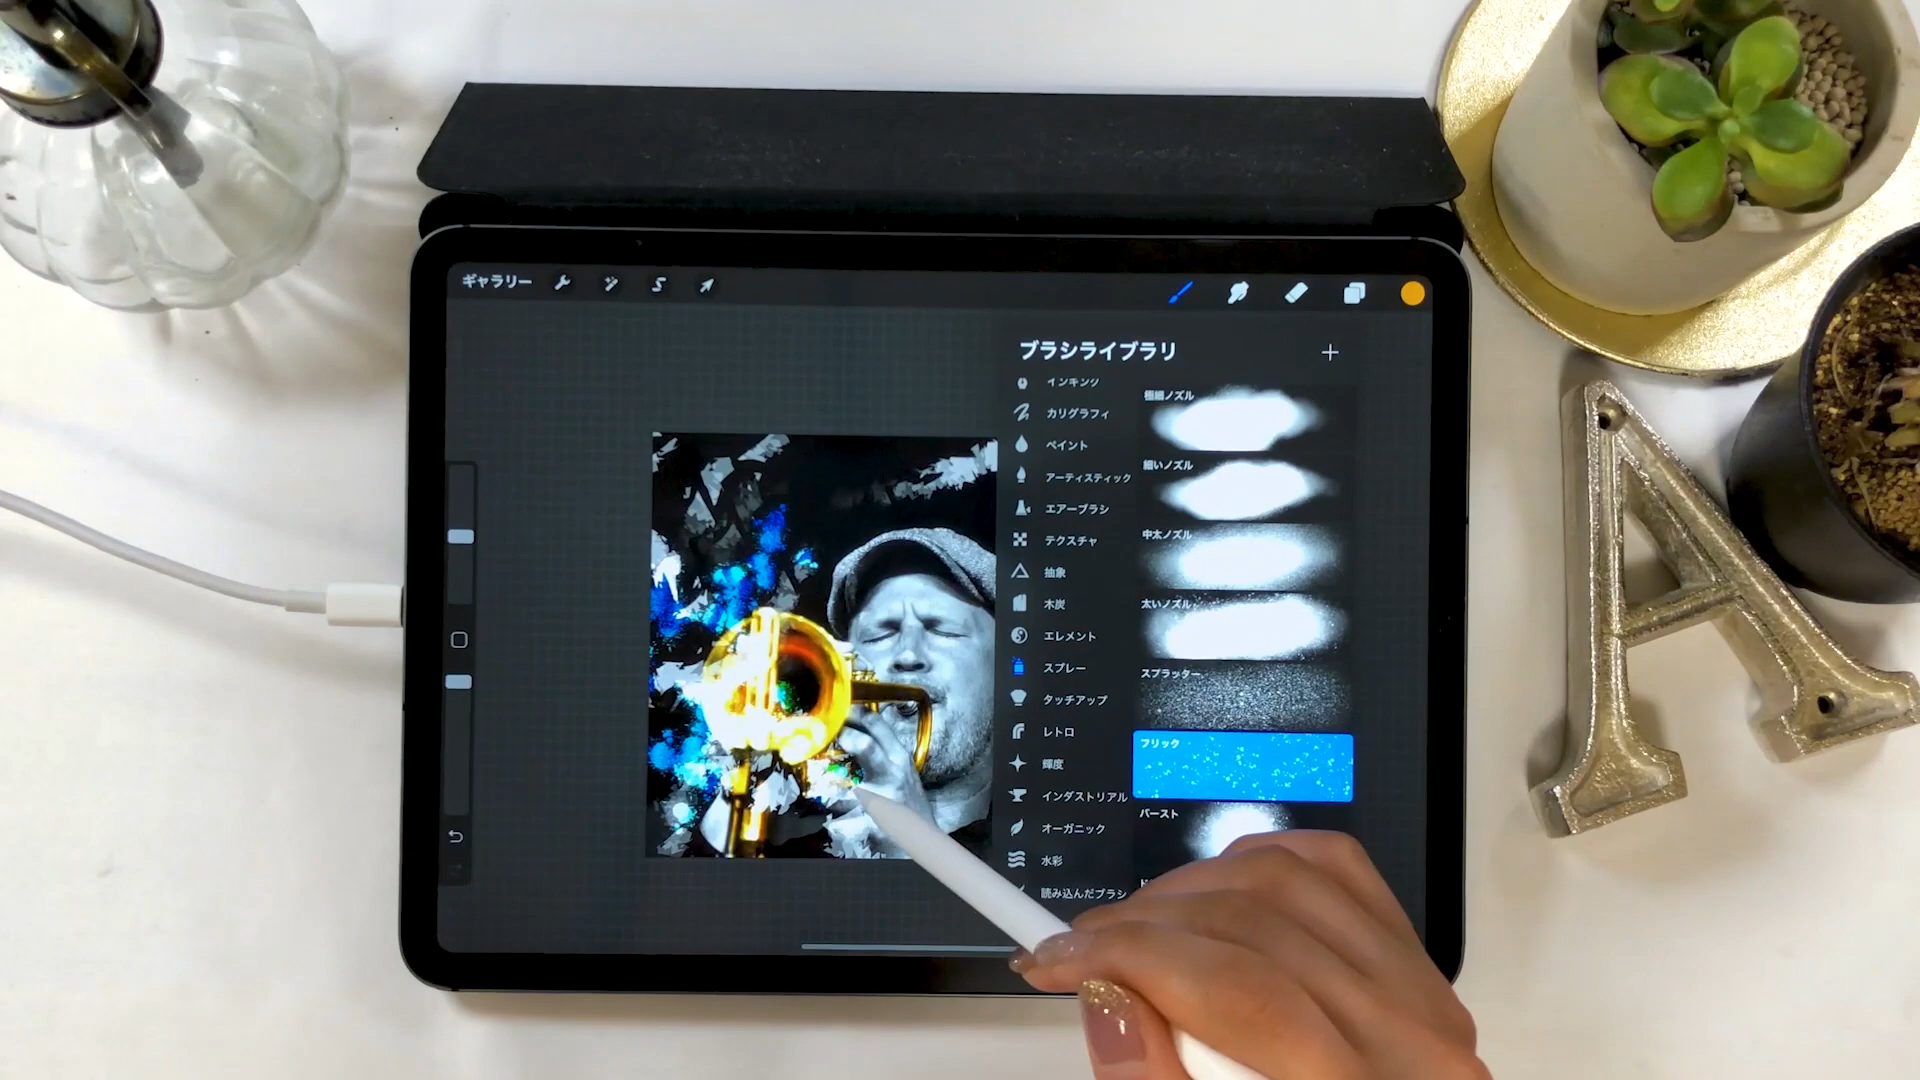 ギャラリー
ブラシライブラリ
インキング
カリグラフィ
ペイント
アーティスティック
エアーブラシ
テクスチャ
抽象
木炭
エレメント
スプレー
タッチアップ
レトロ
輝度
インダストリアル
オーガニック
水彩
読み込んだブラシ
極細ノズル
細いノズル
中太ノズル
太いノズル
スプラッター
フリック
バースト
A